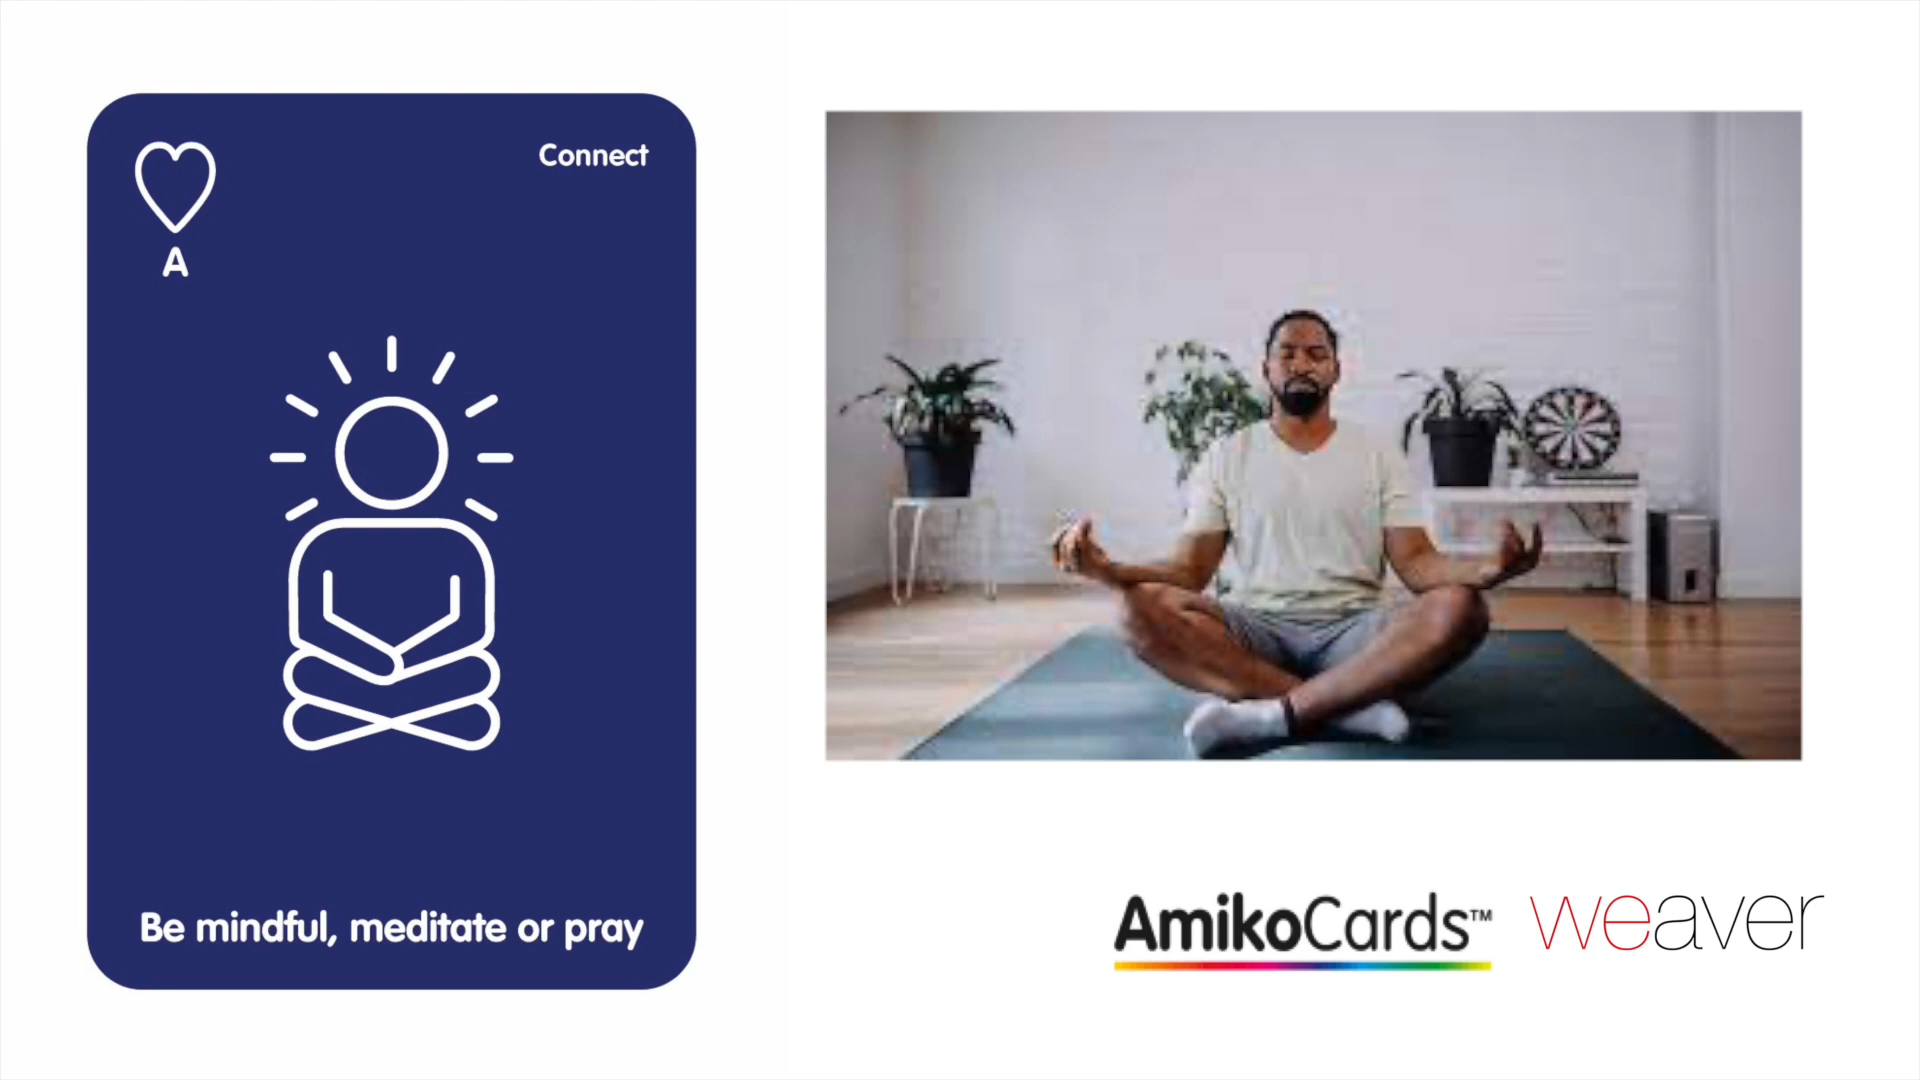 Connect
A
Be mindful, meditate or pray
AmikoCards™
weaver